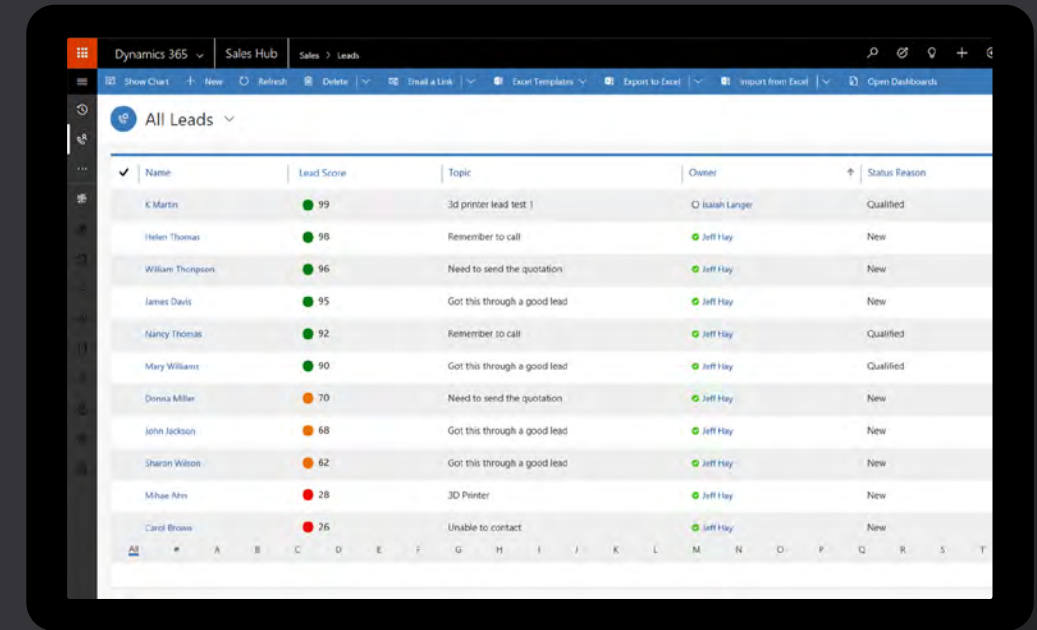 Dynamics 365 Sales Hub Sales > Leads
Show Chart New Refresh Delete Email a Link Excel Templates Export to Excel Import from Excel Open Dashboards
All Leads
Name Lead Score Topic Owner Status Reason
K Martin 99 3d printer lead test 1 Isaiah Langer Qualified
Helen Thomas 98 Remember to call Jeff Hay New
William Thompson 96 Need to send the quotation Jeff Hay New
James Davis 95 Got this through a good lead Jeff Hay New
Nancy Thomas 92 Remember to call Jeff Hay Qualified
Mary Williams 90 Got this through a good lead Jeff Hay Qualified
Donna Miller 70 Need to send the quotation Jeff Hay New
John Jackson 68 Got this through a good lead Jeff Hay New
Sharon Wilson 62 Got this through a good lead Jeff Hay New
Mihae Ahn 28 3D Printer Jeff Hay New
Carol Brown 26 Unable to contact Jeff Hay New
All # A B C D E F G H I J K L M N O P Q R S T